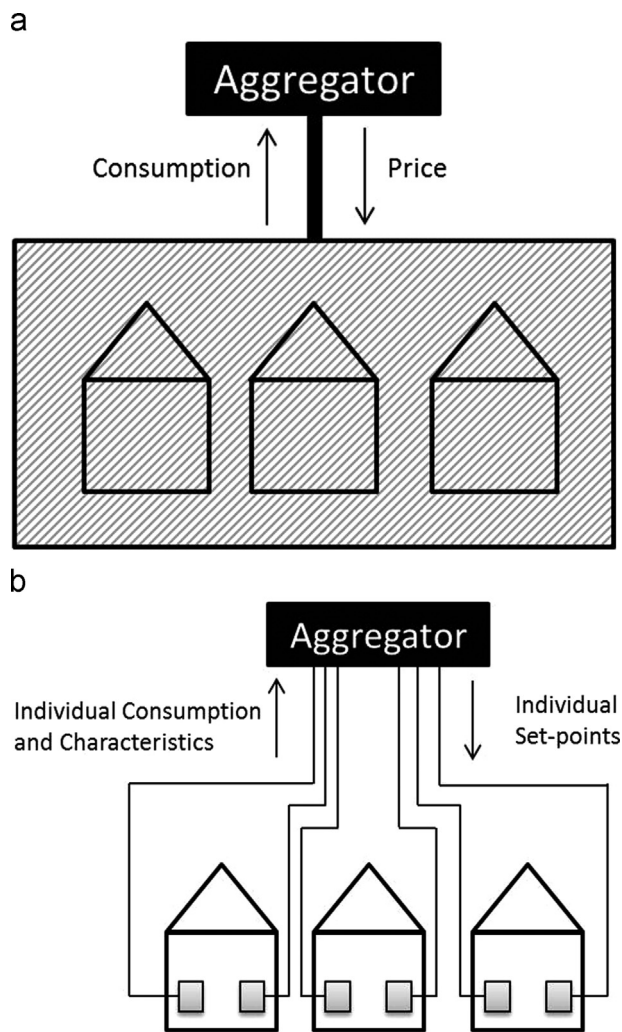 a
Aggregator
Consumption
Price
b
Aggregator
Individual Consumption
and Characteristics
Individual
Set-points